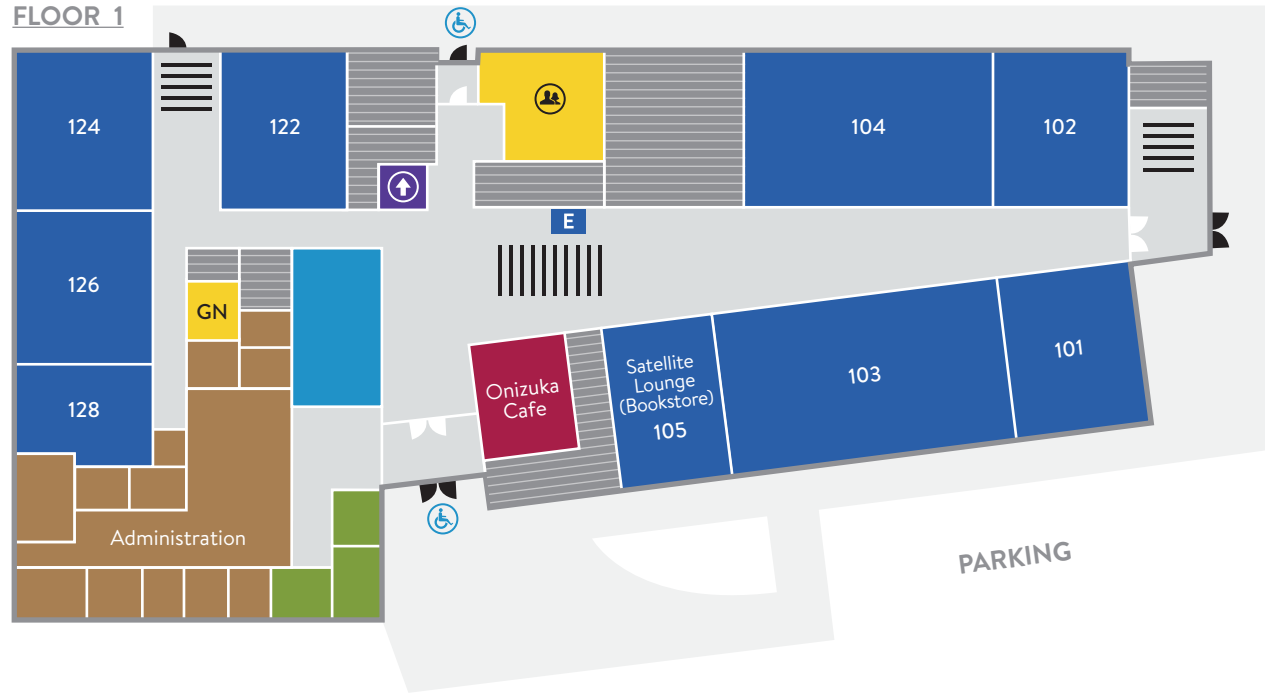 FLOOR 1
124
122
104
102
E
126
GN
Satellite
Lounge
(Bookstore)
105
103
101
Onizuka
Cafe
128
Administration
PARKING